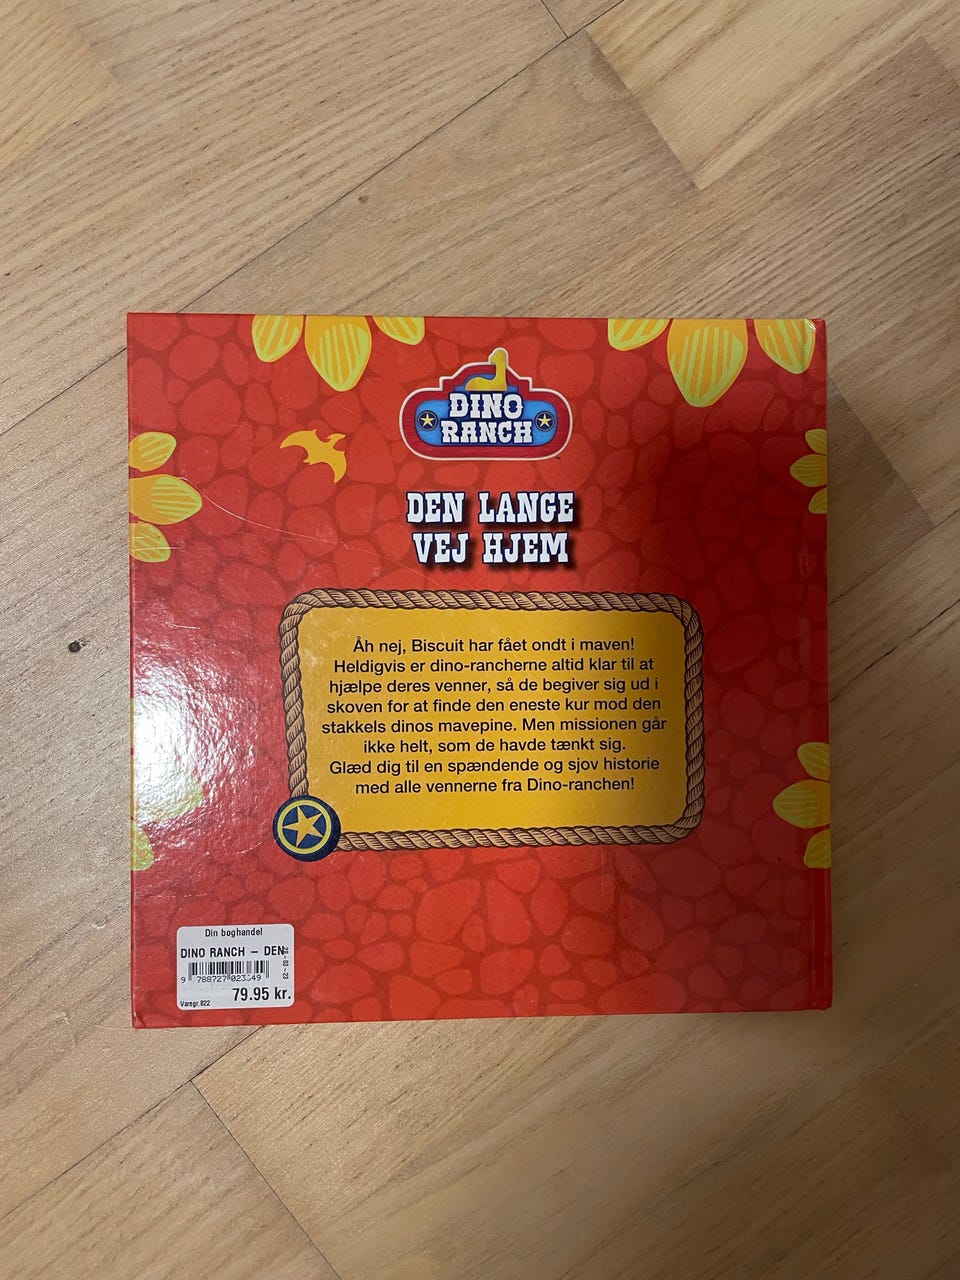 DINO
RANCH
DEN LANGE
VEJ HJEM
Åh nej, Biscuit har fået ondt i maven!
Heldigvis er dino-rancherne altid klar til at
hjælpe deres venner, så de begiver sig ud i
skoven for at finde den eneste kur mod den
stakkels dinos mavepine. Men missionen går
ikke helt, som de havde tænkt sig.
Glæd dig til en spændende og sjov historie
med alle vennerne fra Dino-ranchen!
Din boghandel
DINO RANCH – DEN
9 788727 023549
Varegr.822
79.95 kr.